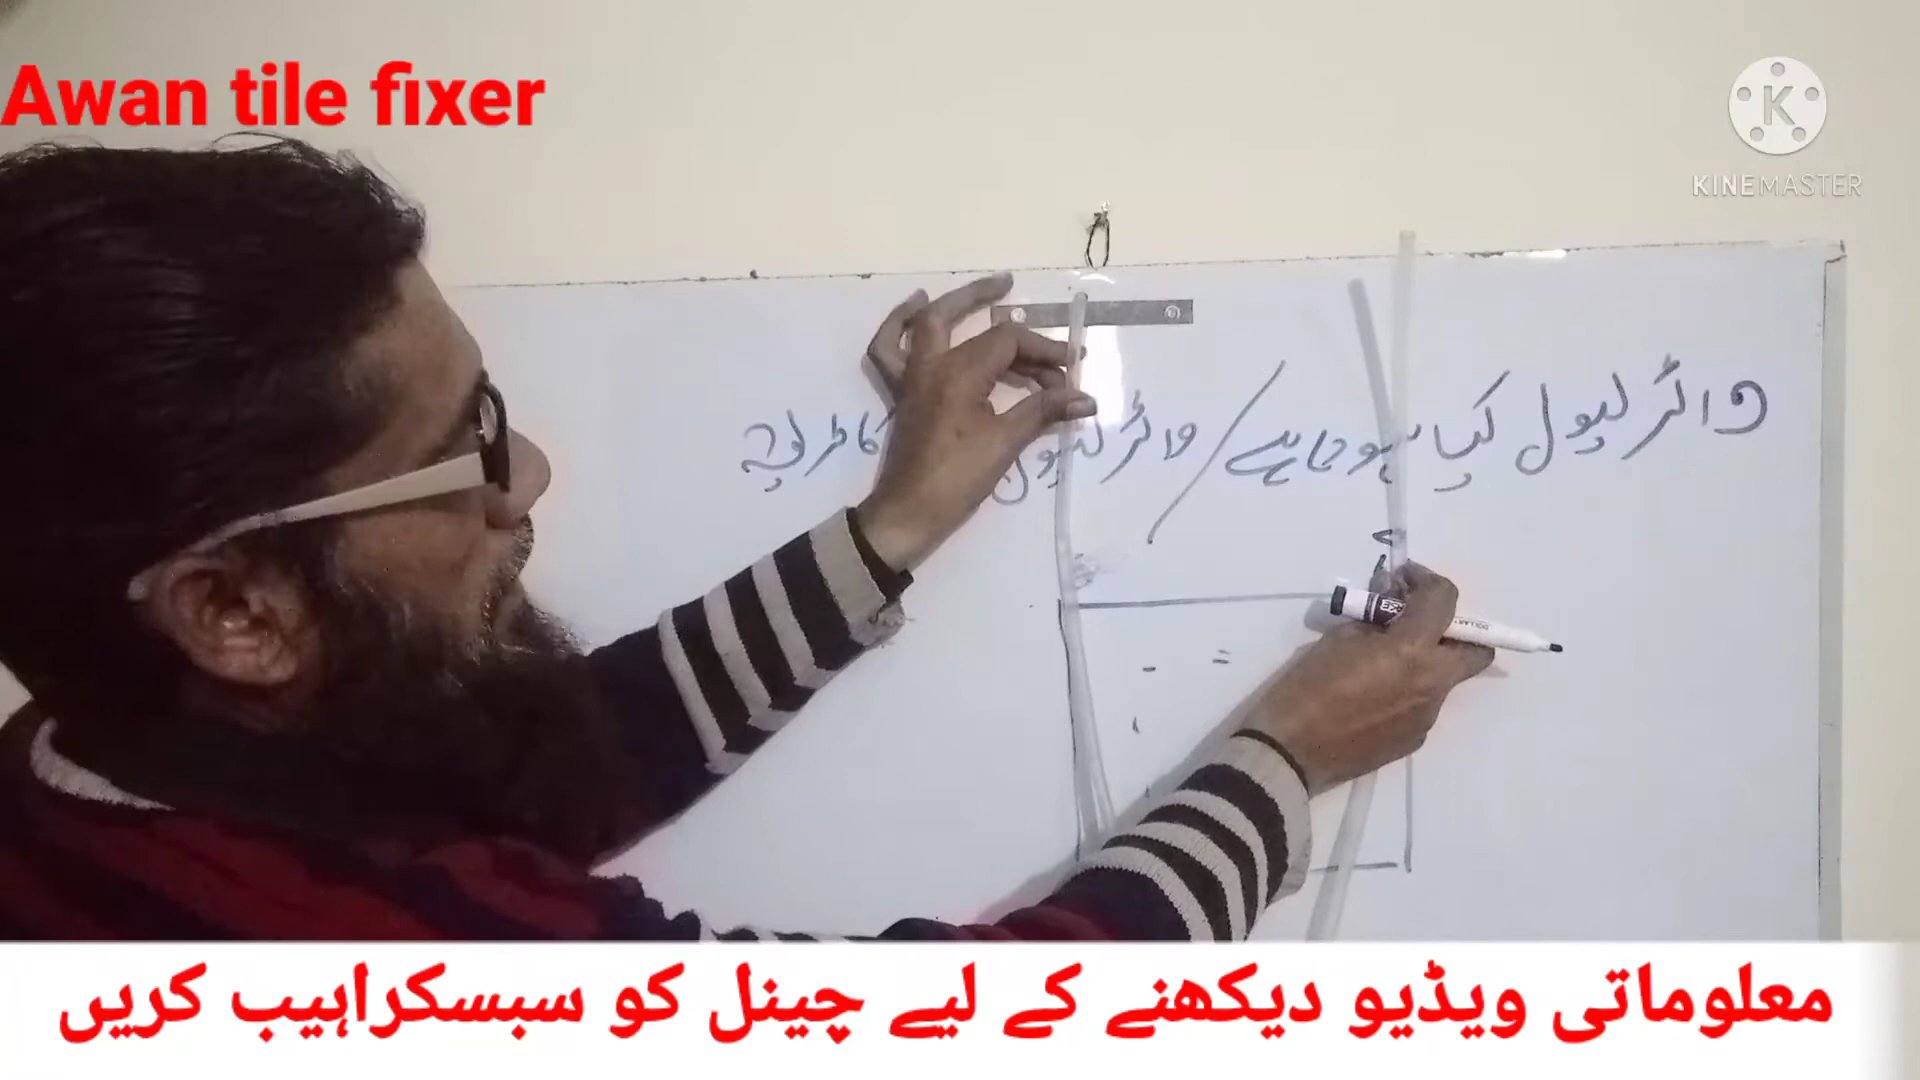 Awan tile fixer
KINEMASTER
واٹر لیول کیا ہوتا ہے / واٹر لیول کا طریقہ
معلوماتی ویڈیو دیکھنے کے لیے چینل کو سبسکراہیب کریں